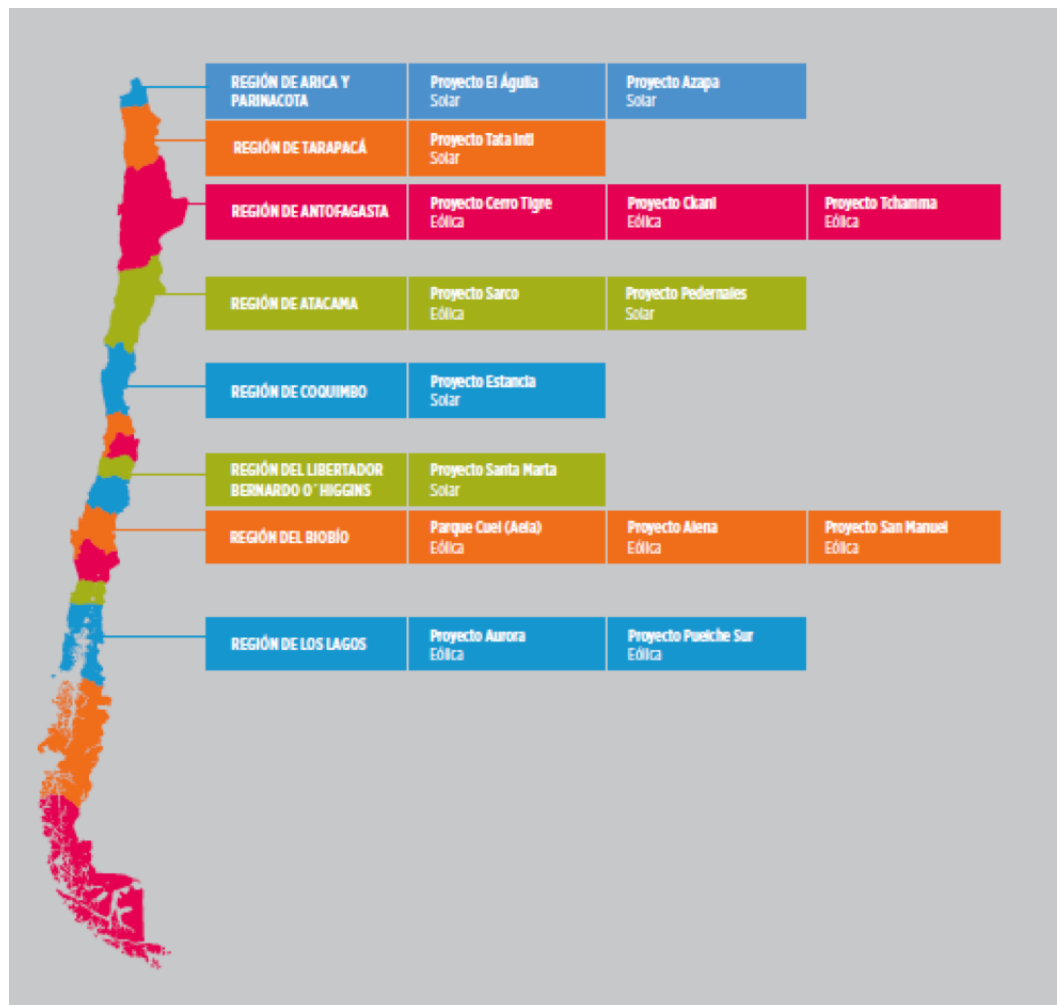 REGIÓN DE ARICA Y
PARINACOTA
Proyecto El Águila
Solar
Proyecto Azapa
Solar
REGIÓN DE TARAPACÁ
Proyecto Tata Inti
Solar
REGIÓN DE ANTOFAGASTA
Proyecto Cerro Tigre
Eólica
Proyecto Ckani
Eólica
Proyecto Tchamma
Eólica
REGIÓN DE ATACAMA
Proyecto Sarco
Eólica
Proyecto Pedernales
Solar
REGIÓN DE COQUIMBO
Proyecto Estancia
Solar
REGIÓN DEL LIBERTADOR
BERNARDO O´HIGGINS
Proyecto Santa Marta
Solar
REGIÓN DEL BIOBÍO
Parque Cuel (Aela)
Eólica
Proyecto Alena
Eólica
Proyecto San Manuel
Eólica
REGIÓN DE LOS LAGOS
Proyecto Aurora
Eólica
Proyecto Puelche Sur
Eólica